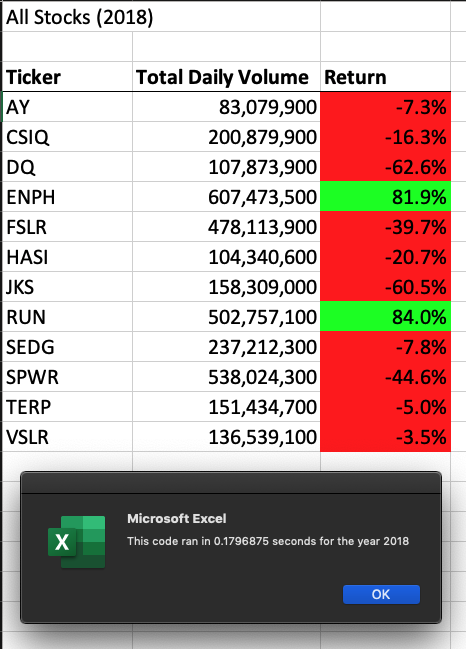 All Stocks (2018)
Ticker Total Daily Volume Return
AY 83,079,900 -7.3%
CSIQ 200,879,900 -16.3%
DQ 107,873,900 -62.6%
ENPH 607,473,500 81.9%
FSLR 478,113,900 -39.7%
HASI 104,340,600 -20.7%
JKS 158,309,000 -60.5%
RUN 502,757,100 84.0%
SEDG 237,212,300 -7.8%
SPWR 538,024,300 -44.6%
TERP 151,434,700 -5.0%
VSLR 136,539,100 -3.5%
X
Microsoft Excel
This code ran in 0.1796875 seconds for the year 2018
OK